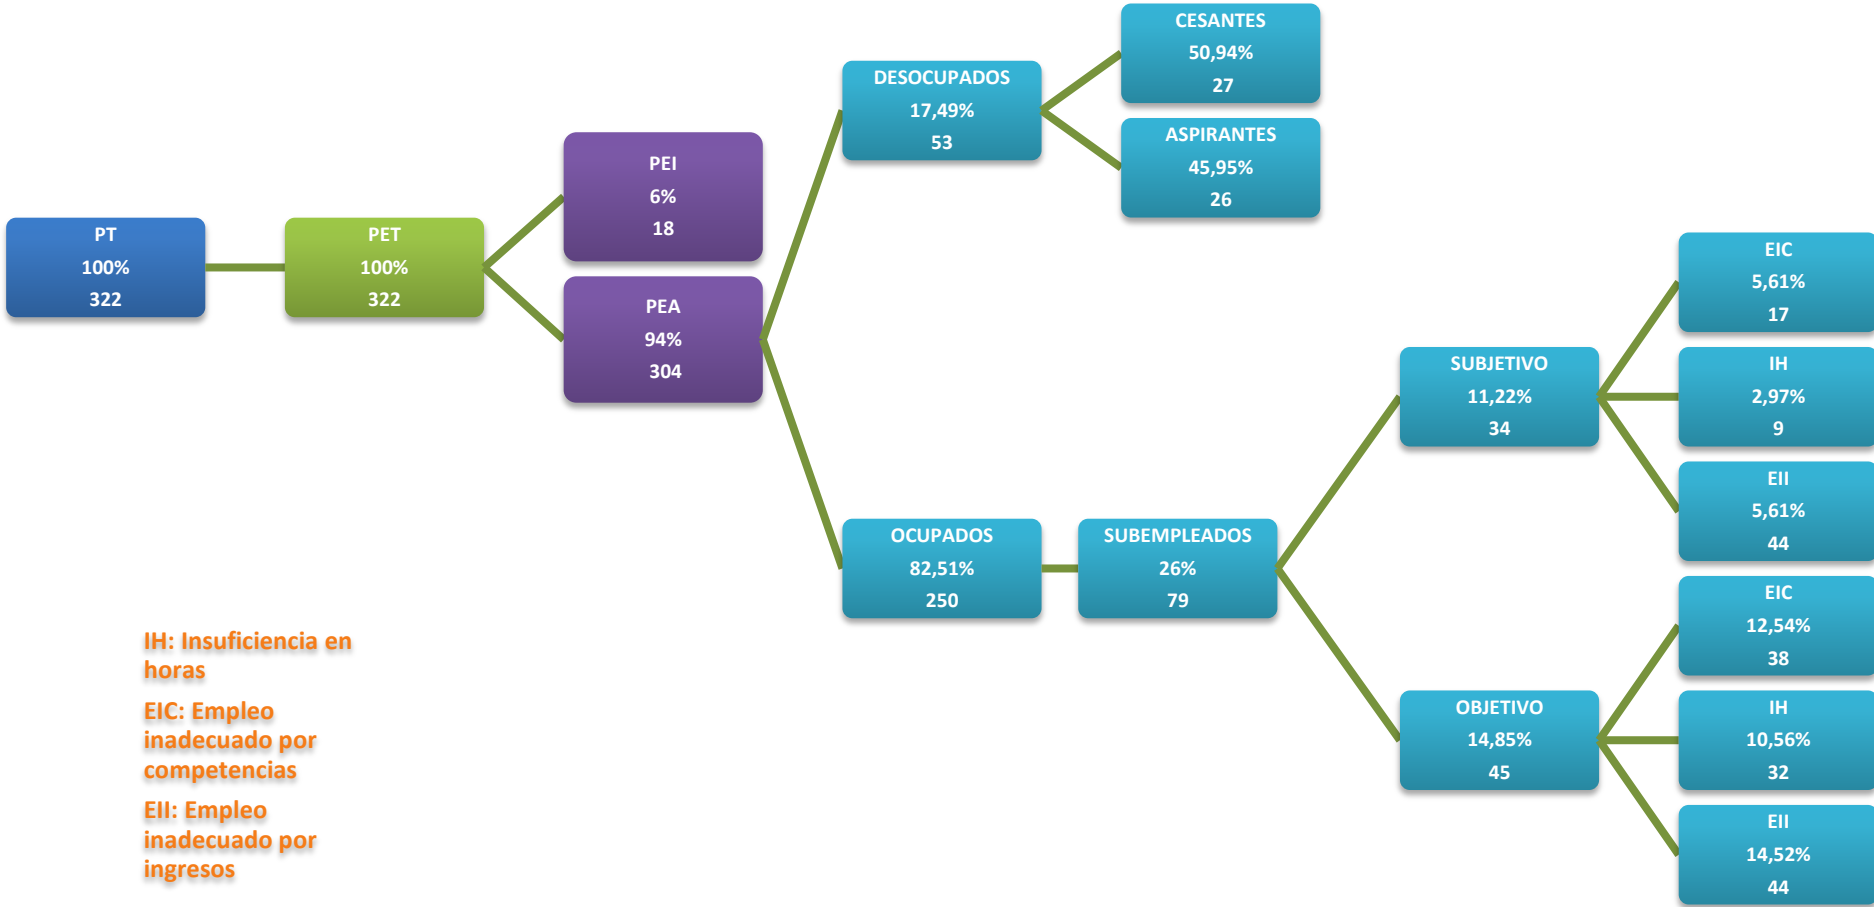 PT
100%
322
PET
100%
322
PEI
6%
18
PEA
94%
304
DESOCUPADOS
17,49%
53
CESANTES
50,94%
27
ASPIRANTES
45,95%
26
OCUPADOS
82,51%
250
SUBEMPLEADOS
26%
79
SUBJETIVO
11,22%
34
EIC
5,61%
17
IH
2,97%
9
EII
5,61%
44
OBJETIVO
14,85%
45
EIC
12,54%
38
IH
10,56%
32
EII
14,52%
44
IH: Insuficiencia en
horas
EIC: Empleo
inadecuado por
competencias
EII: Empleo
inadecuado por
ingresos